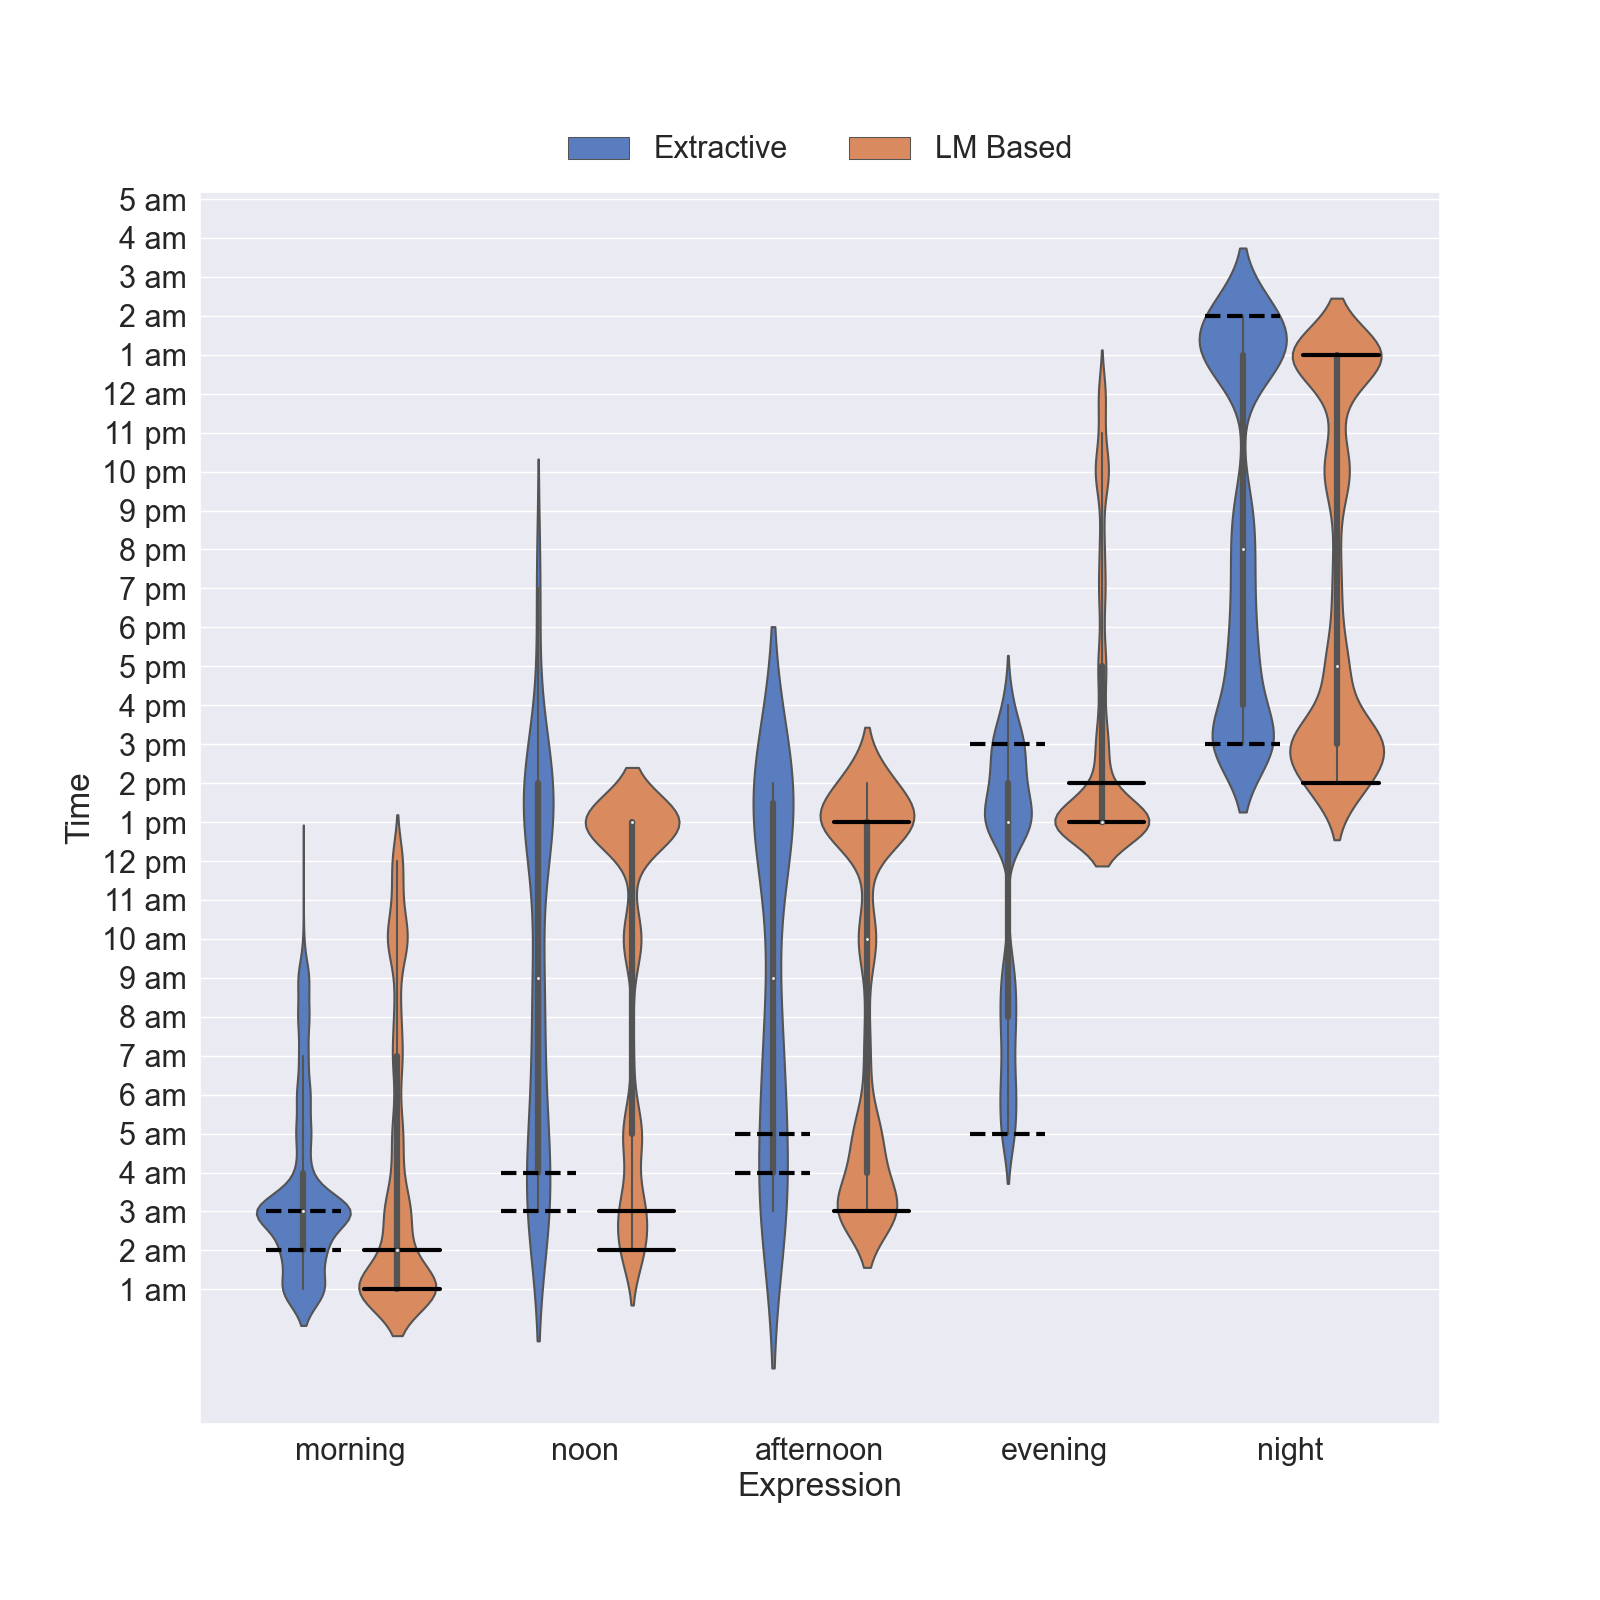 Extractive LM Based
5 am
4 am
3 am
2 am
1 am
12 am
11 pm
10 pm
9 pm
8 pm
7 pm
6 pm
5 pm
4 pm
3 pm
2 pm
1 pm
12 pm
11 am
10 am
9 am
8 am
7 am
6 am
5 am
4 am
3 am
2 am
1 am
Time
morning noon afternoon evening night
Expression